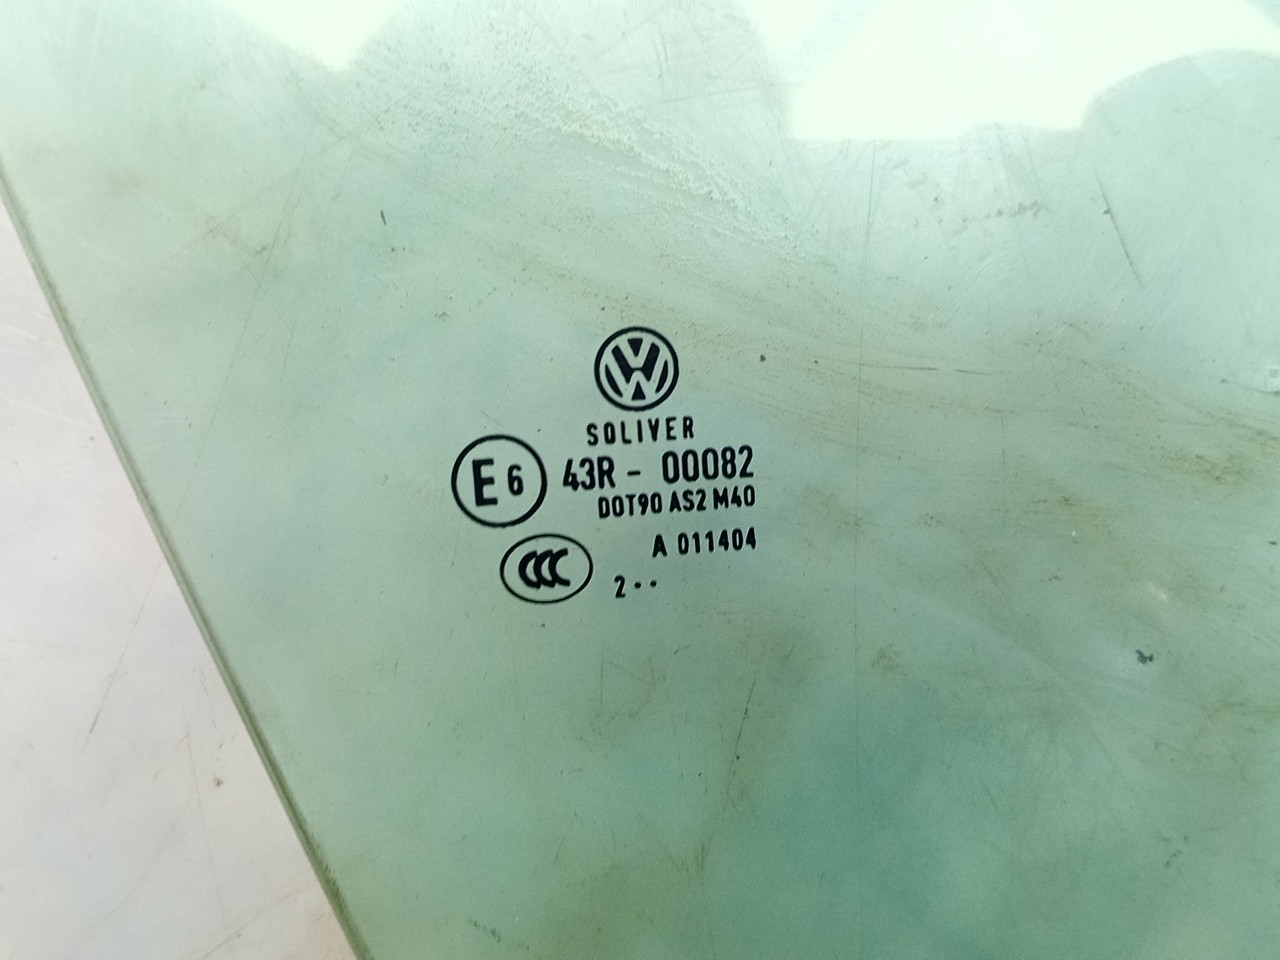 VW
SOLIVER
E6 43R - 00082
DOT90 AS2 M40
A 011404
CCC
2··